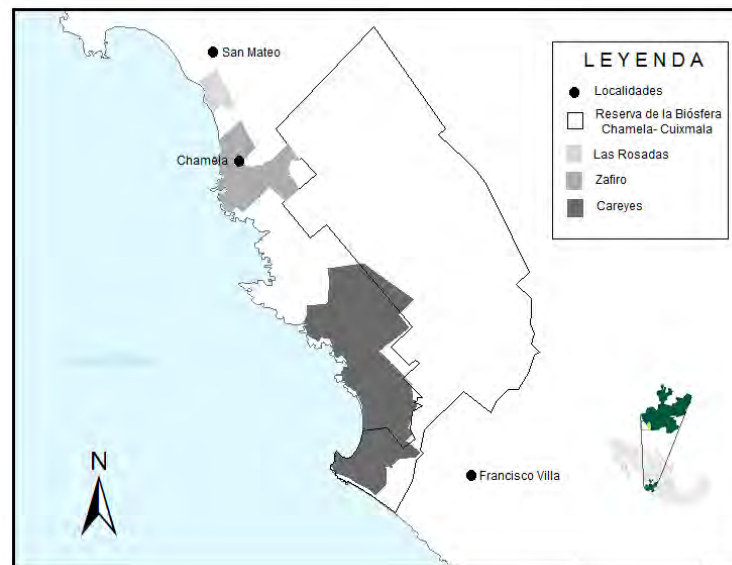 San Mateo
Chamela
Francisco Villa
N
LEYENDA
Localidades
Reserva de la Biósfera
Chamela- Cuixmala
Las Rosadas
Zafiro
Careyes